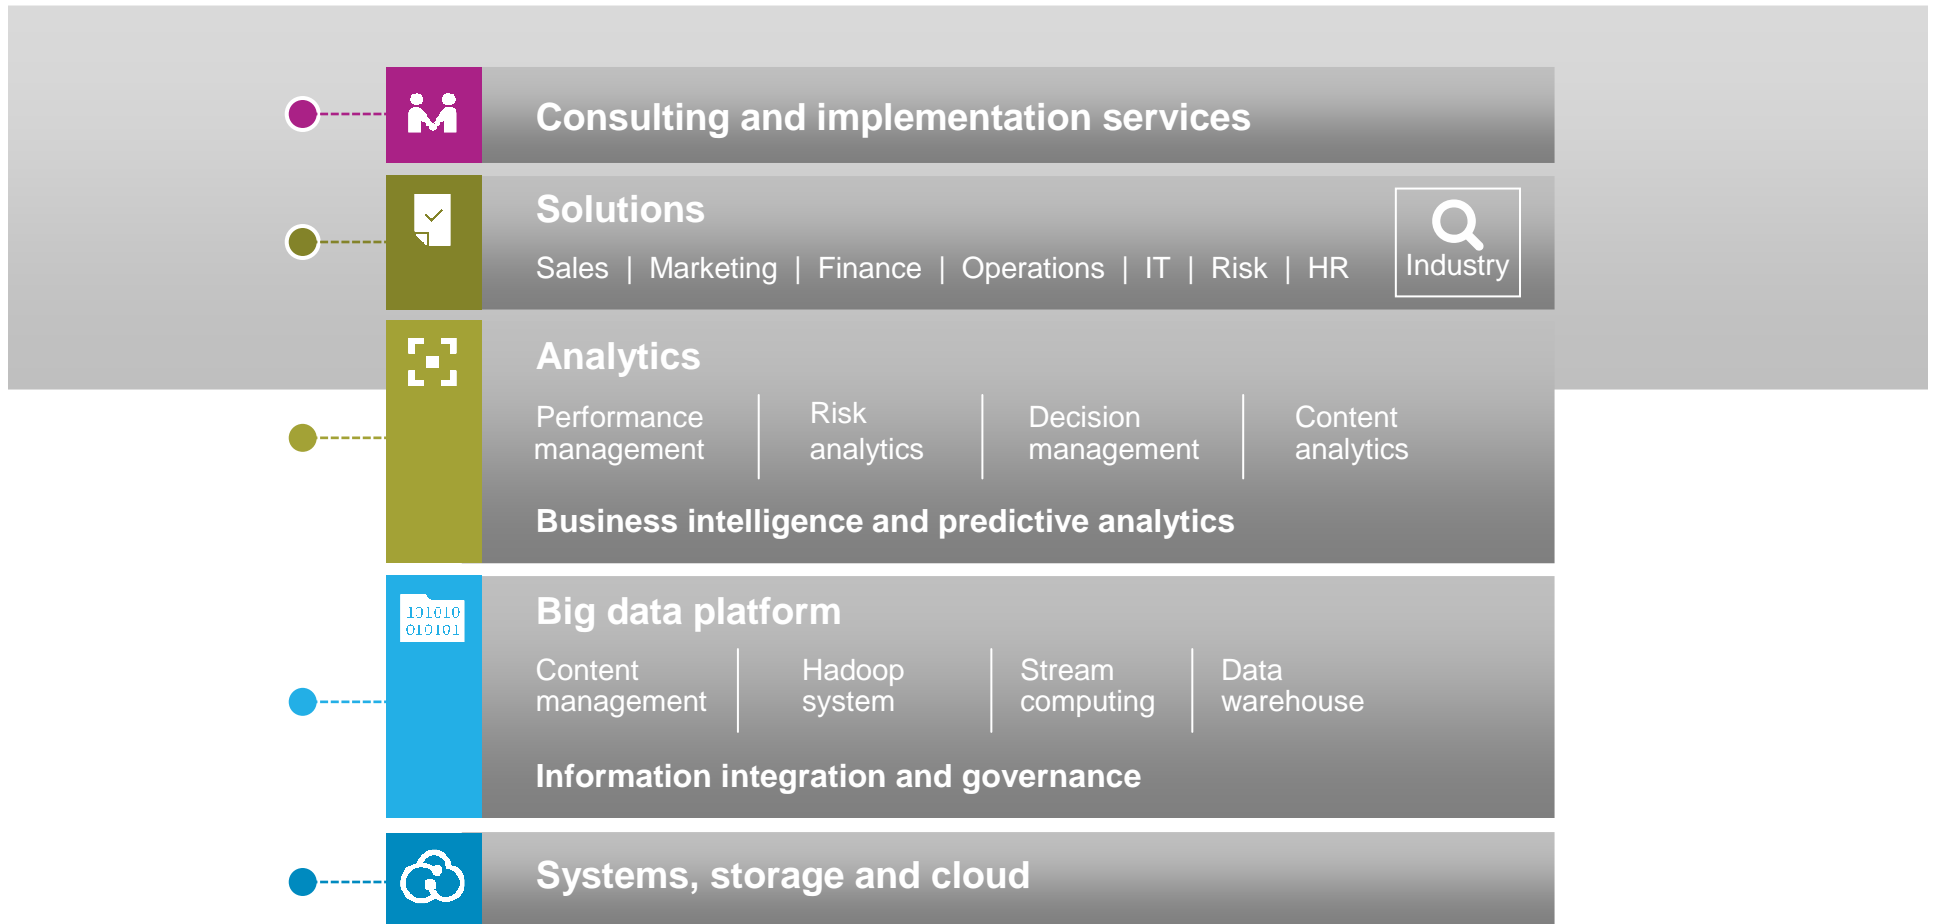 Consulting and implementation services
Solutions
Sales | Marketing | Finance | Operations | IT | Risk | HR
Industry
Analytics
Performance
management
Risk
analytics
Decision
management
Content
analytics
Business intelligence and predictive analytics
101010
010101
Big data platform
Content
management
Hadoop
system
Stream
computing
Data
warehouse
Information integration and governance
Systems, storage and cloud